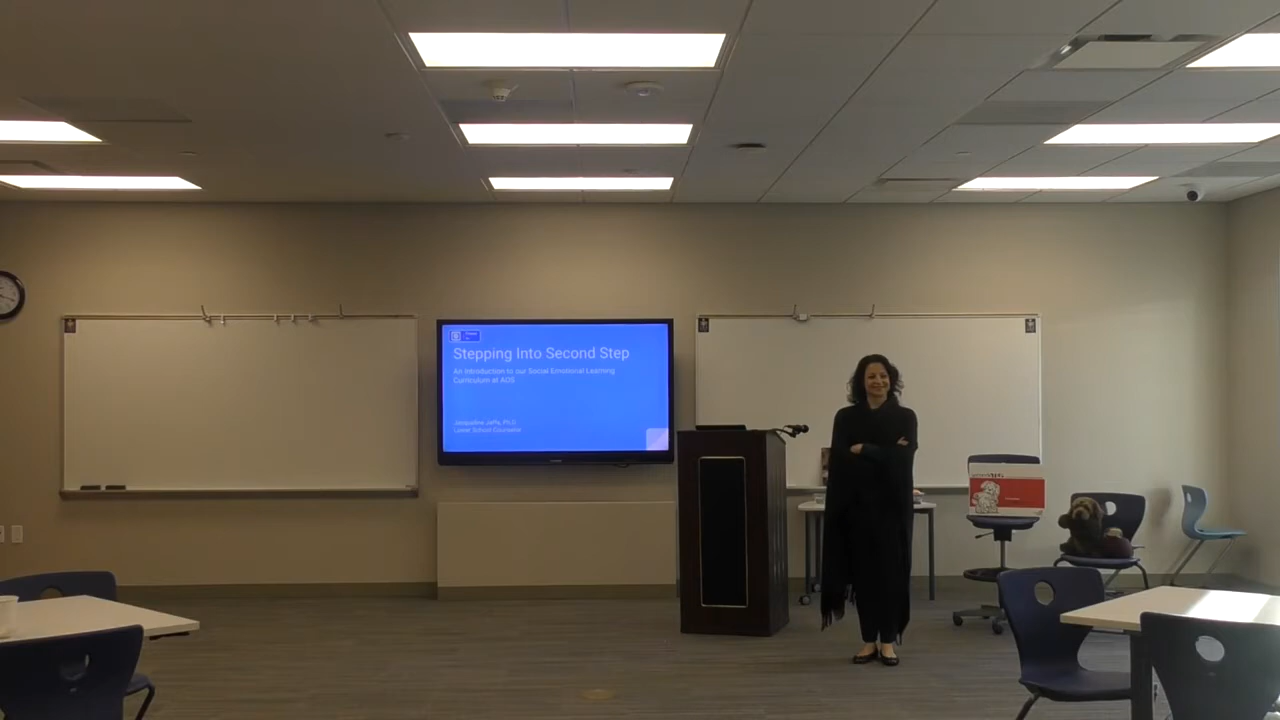 Stepping Into Second Step
An Introduction to our Social Emotional Learning
Curriculum at ADS
Jacqueline Jaffe, Ph.D
Lower School Counselor